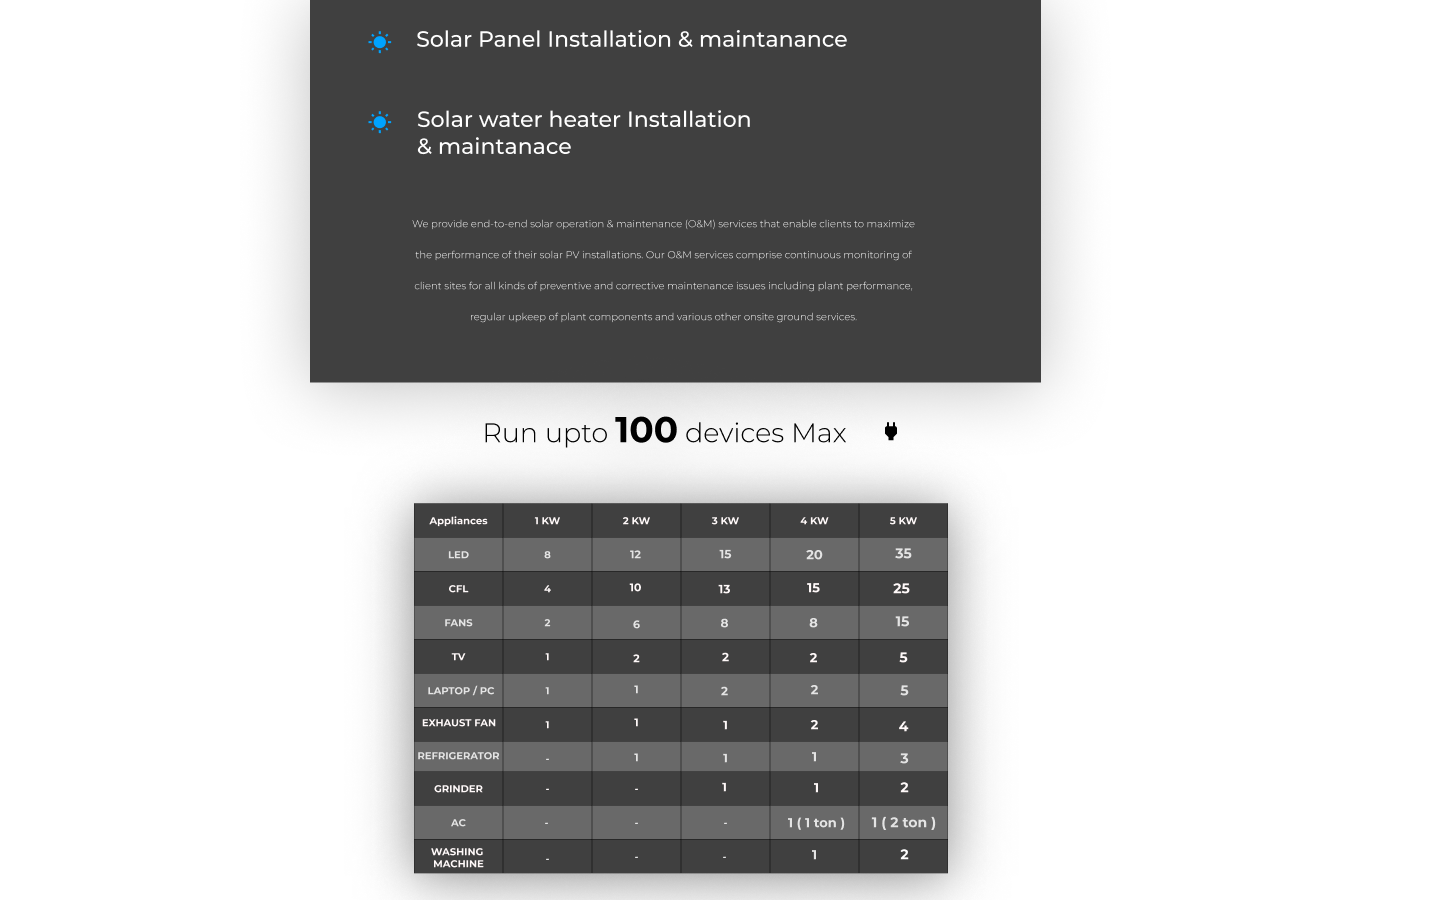 Solar Panel Installation & maintanance
Solar water heater Installation
& maintanace
We provide end-to-end solar operation & maintenance (O&M) services that enable clients to maximize
the performance of their solar PV installations. Our O&M services comprise continuous monitoring of
client sites for all kinds of preventive and corrective maintenance issues including plant performance,
regular upkeep of plant components and various other onsite ground services.
Run upto 100 devices Max
Appliances 1 KW 2 KW 3 KW 4 KW 5 KW
LED 8 12 15 20 35
CFL 4 10 13 15 25
FANS 2 6 8 8 15
TV 1 2 2 2 5
LAPTOP / PC 1 1 2 2 5
EXHAUST FAN 1 1 1 2 4
REFRIGERATOR - 1 1 1 3
GRINDER - - 1 1 2
AC - - - 1 ( 1 ton ) 1 ( 2 ton )
WASHING
MACHINE - - - 1 2